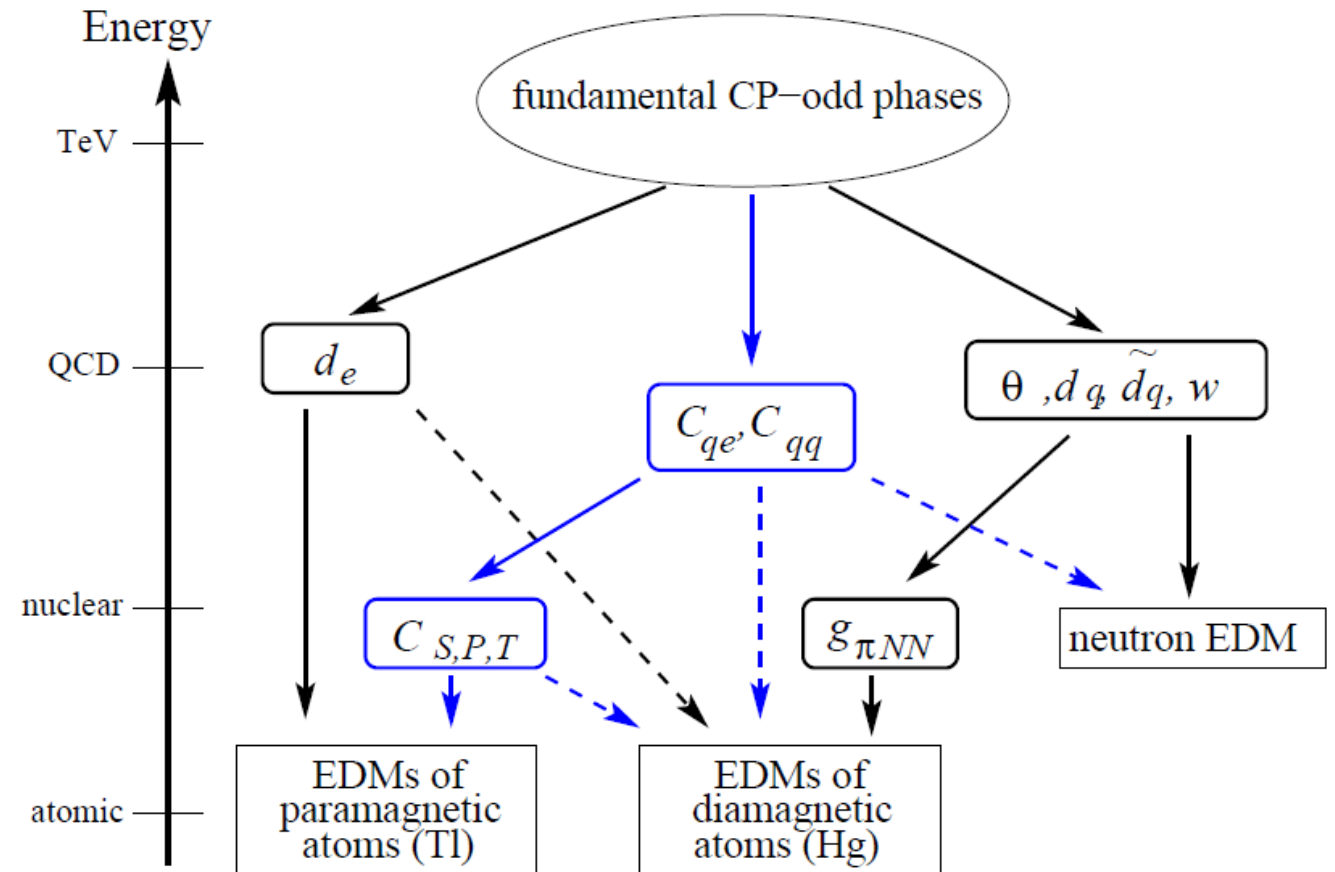 Energy
fundamental CP−odd phases
TeV
QCD
d_e
θ , d_q, d̃_q, w
C_qe, C_qq
nuclear
C_S,P,T
g_πNN
neutron EDM
atomic
EDMs of
paramagnetic
atoms (Tl)
EDMs of
diamagnetic
atoms (Hg)